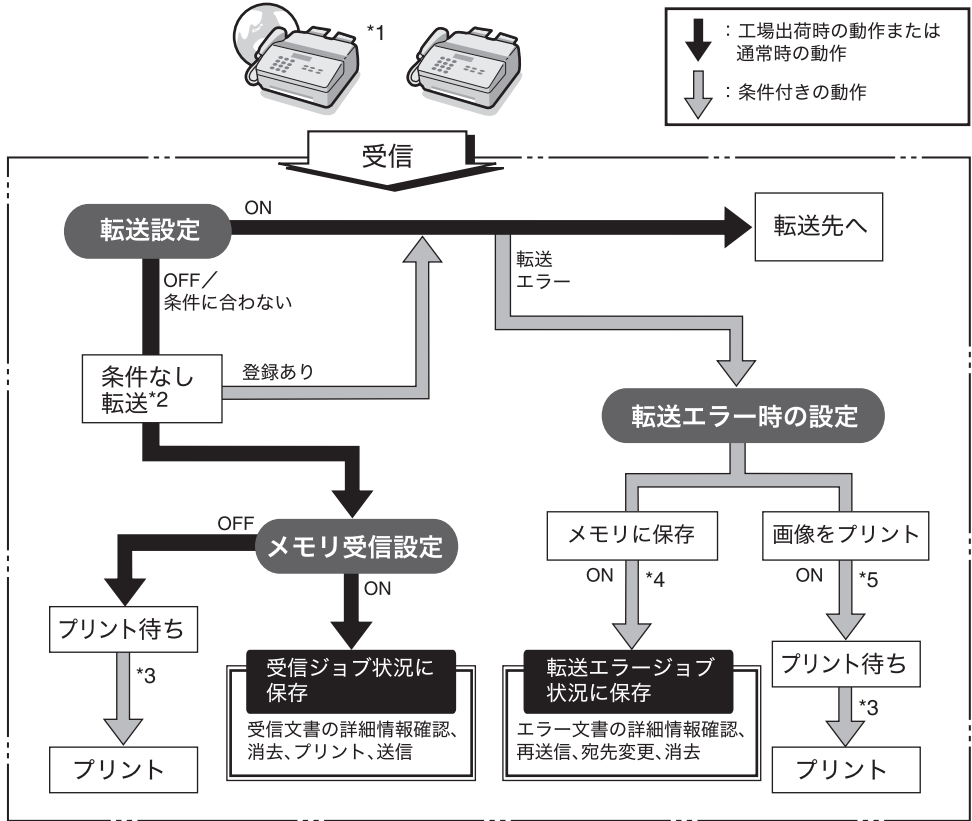 *1
：工場出荷時の動作または
通常時の動作
：条件付きの動作
受信
転送設定
ON
転送先へ
OFF／
条件に合わない
転送
エラー
条件なし
転送*2
登録あり
転送エラー時の設定
OFF
メモリ受信設定
ON
メモリに保存
画像をプリント
ON
*4
ON
*5
プリント待ち
*3
プリント
受信ジョブ状況に
保存
受信文書の詳細情報確認、
消去、プリント、送信
転送エラージョブ
状況に保存
エラー文書の詳細情報確認、
再送信、宛先変更、消去
プリント待ち
*3
プリント